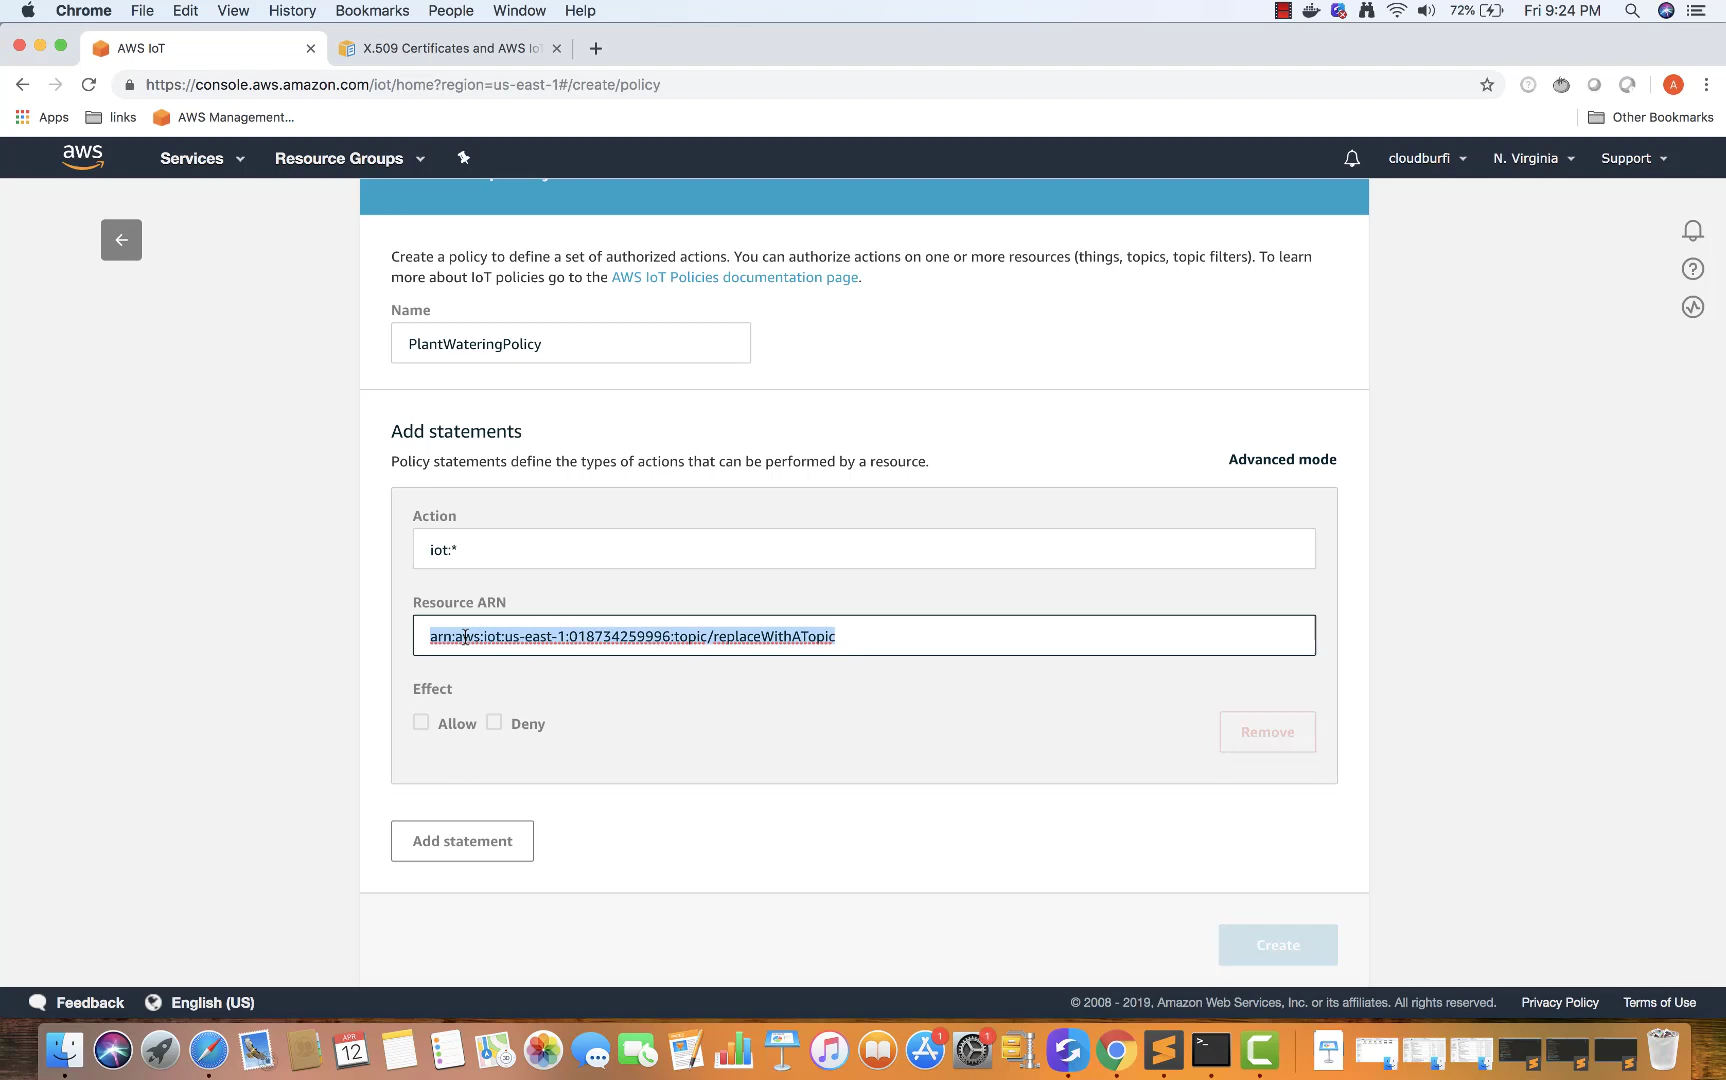 Chrome File Edit View History Bookmarks People Window Help 72% Fri 9:24 PM
AWS IoT X.509 Certificates and AWS Io
https://console.aws.amazon.com/iot/home?region=us-east-1#/create/policy A
Apps links AWS Management... Other Bookmarks
aws Services Resource Groups cloudburfi N. Virginia Support
Create a policy to define a set of authorized actions. You can authorize actions on one or more resources (things, topics, topic filters). To learn
more about IoT policies go to the AWS IoT Policies documentation page.
Name
PlantWateringPolicy
Add statements
Policy statements define the types of actions that can be performed by a resource. Advanced mode
Action
iot:*
Resource ARN
arn:aws:iot:us-east-1:018734259996:topic/replaceWithATopic
Effect
Allow Deny
Remove
Add statement
Create
Feedback English (US) © 2008 - 2019, Amazon Web Services, Inc. or its affiliates. All rights reserved. Privacy Policy Terms of Use
APR
12
3D
1
1